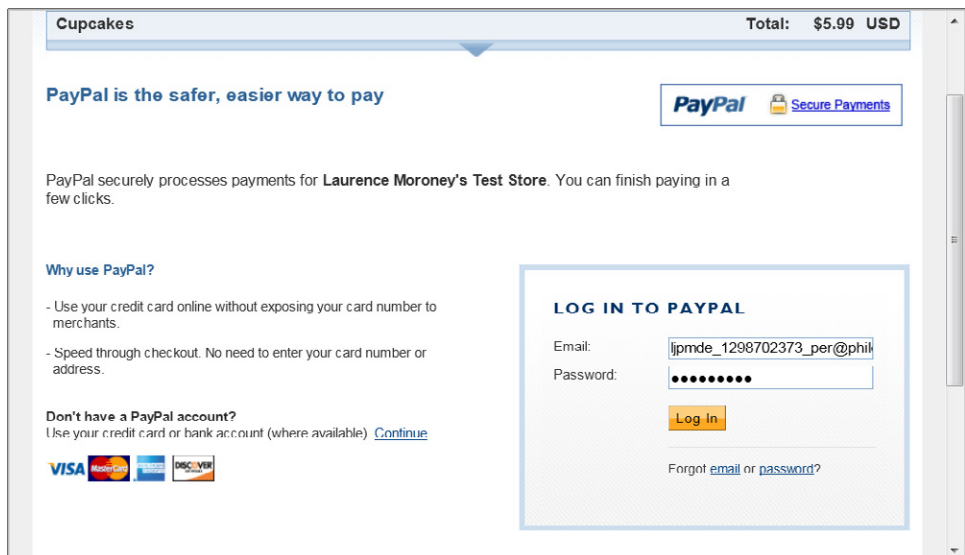 Cupcakes Total: $5.99 USD
PayPal is the safer, easier way to pay
PayPal Secure Payments
PayPal securely processes payments for Laurence Moroney's Test Store. You can finish paying in a
few clicks.
Why use PayPal?
- Use your credit card online without exposing your card number to
merchants.
- Speed through checkout. No need to enter your card number or
address.
Don't have a PayPal account?
Use your credit card or bank account (where available) Continue
VISA MasterCard DISCOVER
LOG IN TO PAYPAL
Email: ljpmde_1298702373_per@phil
Password: ●●●●●●●●●
Log In
Forgot email or password?